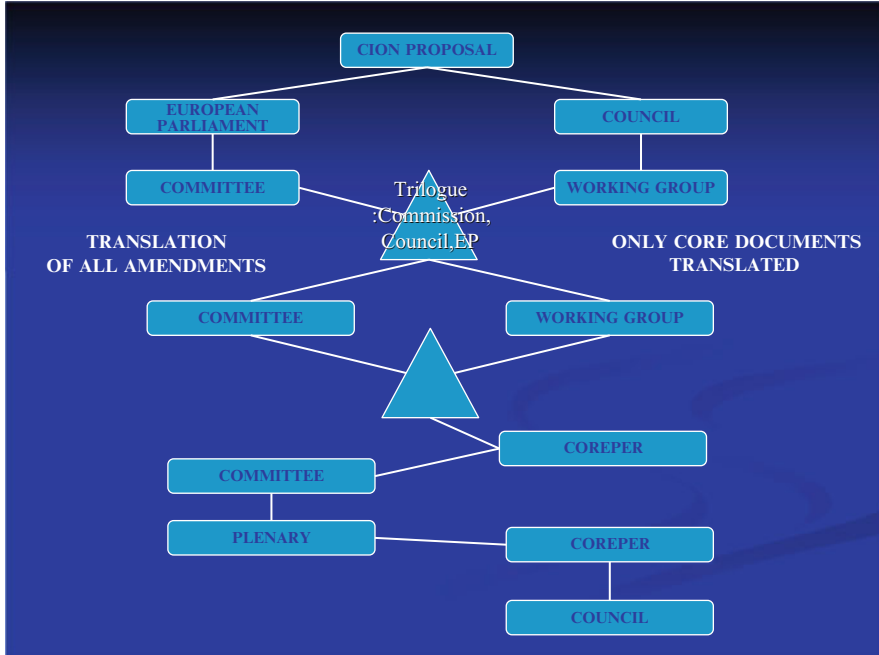 CION PROPOSAL
EUROPEAN
PARLIAMENT
COUNCIL
COMMITTEE
Trilogue
:Commission,
Council,EP
WORKING GROUP
TRANSLATION
OF ALL AMENDMENTS
ONLY CORE DOCUMENTS
TRANSLATED
COMMITTEE
WORKING GROUP
COREPER
COMMITTEE
PLENARY
COREPER
COUNCIL